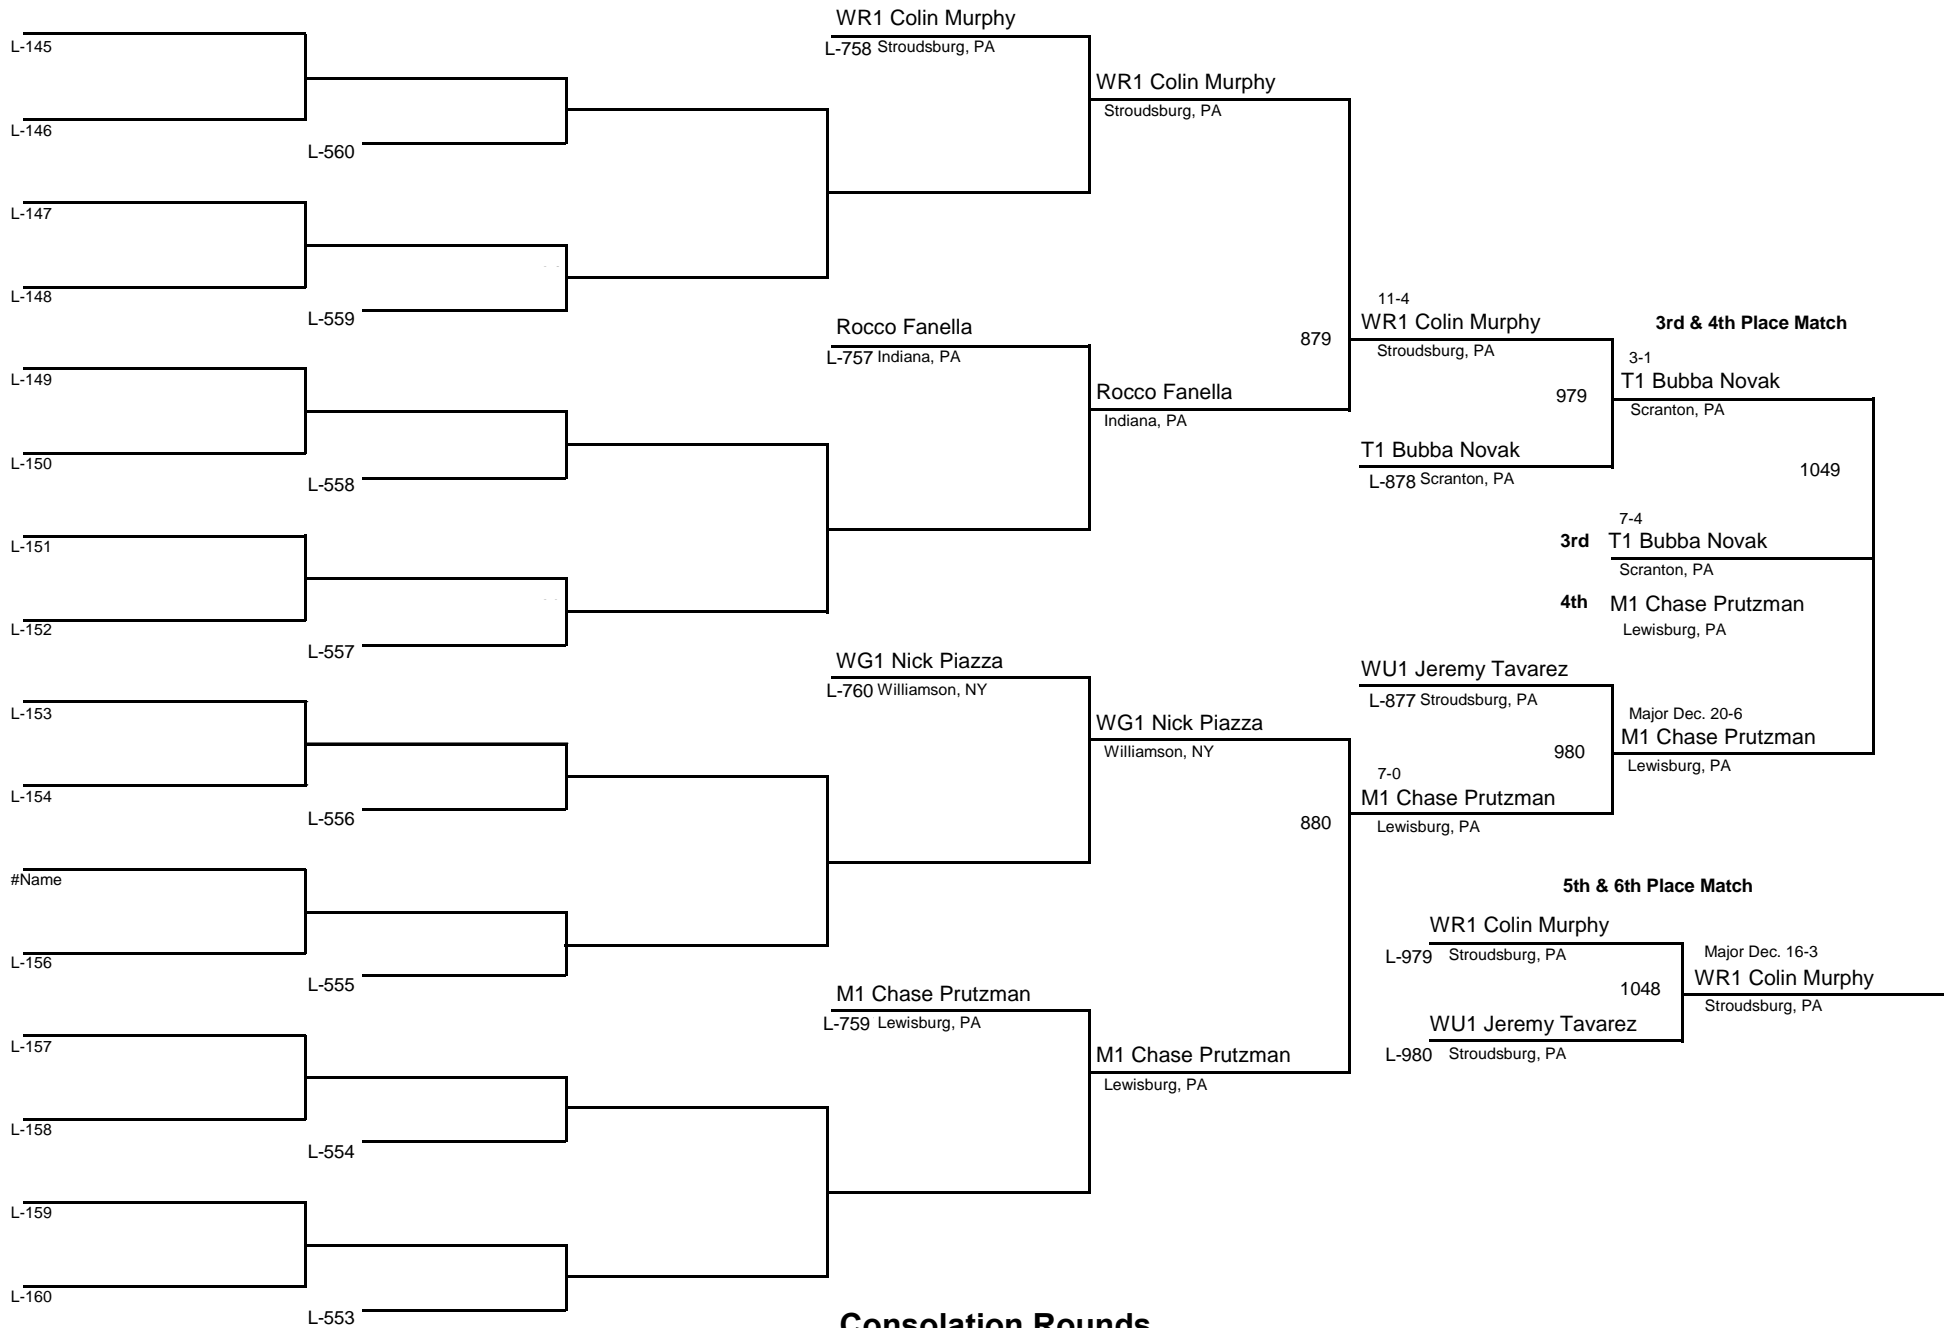 L-145
L-146
L-560
L-147
L-148
L-559
L-149
L-150
L-558
L-151
L-152
L-557
L-153
L-154
L-556
#Name
L-156
L-555
L-157
L-158
L-554
L-159
L-160
L-553
WR1 Colin Murphy
L-758 Stroudsburg, PA
Rocco Fanella
L-757 Indiana, PA
WG1 Nick Piazza
L-760 Williamson, NY
M1 Chase Prutzman
L-759 Lewisburg, PA
WR1 Colin Murphy
Stroudsburg, PA
879
Rocco Fanella
Indiana, PA
WG1 Nick Piazza
Williamson, NY
880
M1 Chase Prutzman
Lewisburg, PA
11-4
WR1 Colin Murphy
Stroudsburg, PA
979
T1 Bubba Novak
L-878 Scranton, PA
WU1 Jeremy Tavarez
L-877 Stroudsburg, PA
980
7-0
M1 Chase Prutzman
Lewisburg, PA
3rd & 4th Place Match
3-1
T1 Bubba Novak
Scranton, PA
1049
7-4
3rd T1 Bubba Novak
Scranton, PA
4th M1 Chase Prutzman
Lewisburg, PA
Major Dec. 20-6
M1 Chase Prutzman
Lewisburg, PA
5th & 6th Place Match
WR1 Colin Murphy
L-979 Stroudsburg, PA
1048
WU1 Jeremy Tavarez
L-980 Stroudsburg, PA
Major Dec. 16-3
WR1 Colin Murphy
Stroudsburg, PA
Consolation Rounds